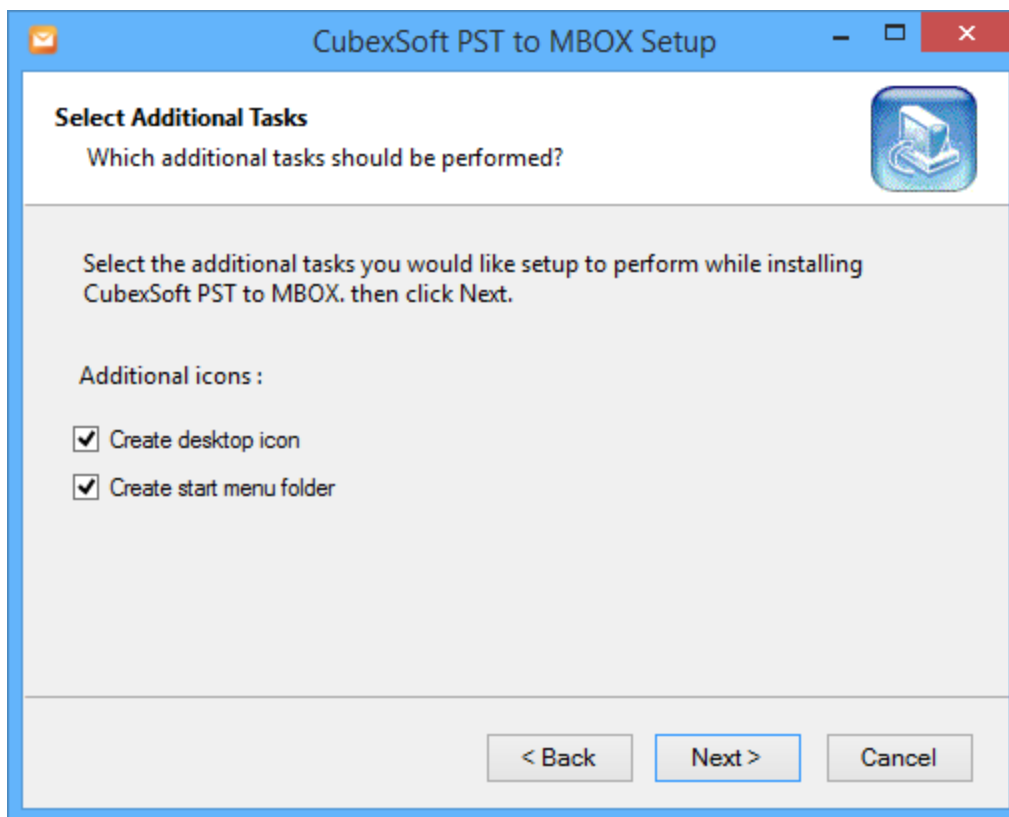 CubexSoft PST to MBOX Setup
Select Additional Tasks
Which additional tasks should be performed?
Select the additional tasks you would like setup to perform while installing
CubexSoft PST to MBOX. then click Next.
Additional icons :
Create desktop icon
Create start menu folder
< Back
Next >
Cancel